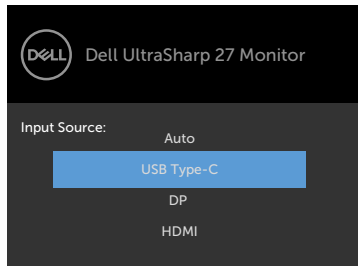 DELL Dell UltraSharp 27 Monitor
Input Source:
Auto
USB Type-C
DP
HDMI